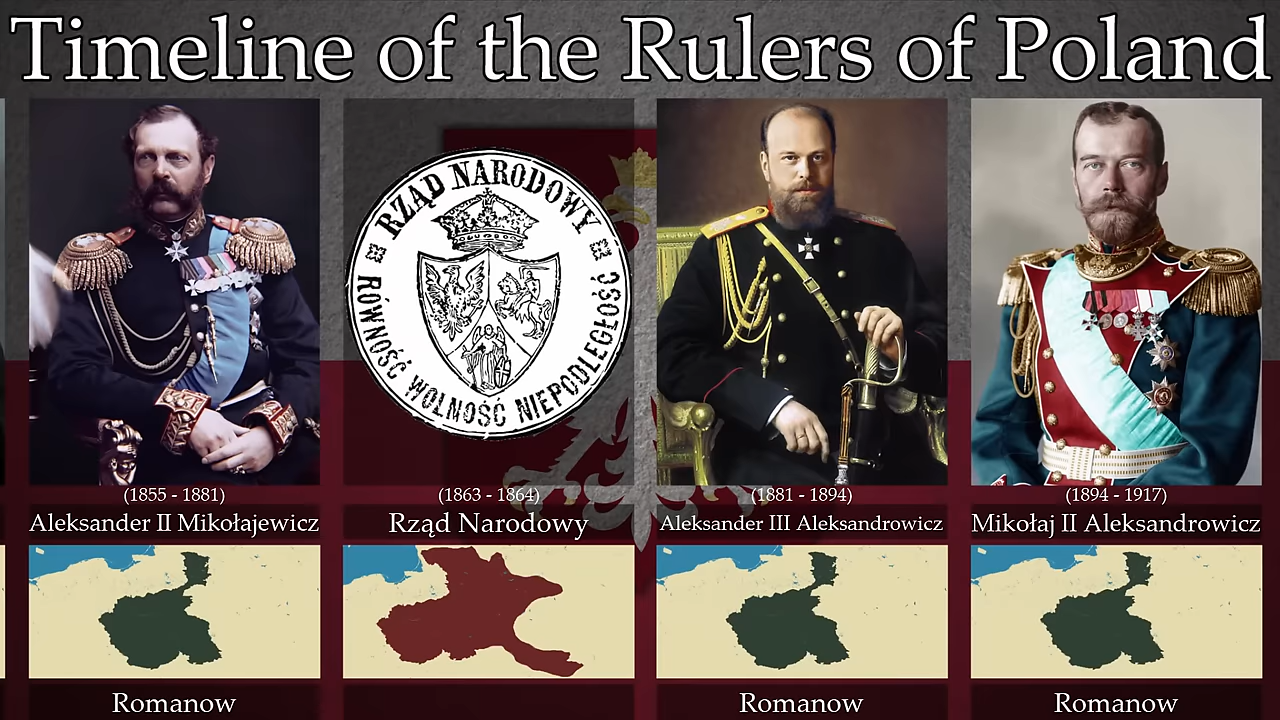 Timeline of the Rulers of Poland
RZĄD NARODOWY
RÓWNOŚĆ WOLNOŚĆ NIEPODLEGŁOŚĆ
(1855 - 1881)
Aleksander II Mikołajewicz
Romanow
(1863 - 1864)
Rząd Narodowy
(1881 - 1894)
Aleksander III Aleksandrowicz
Romanow
(1894 - 1917)
Mikołaj II Aleksandrowicz
Romanow